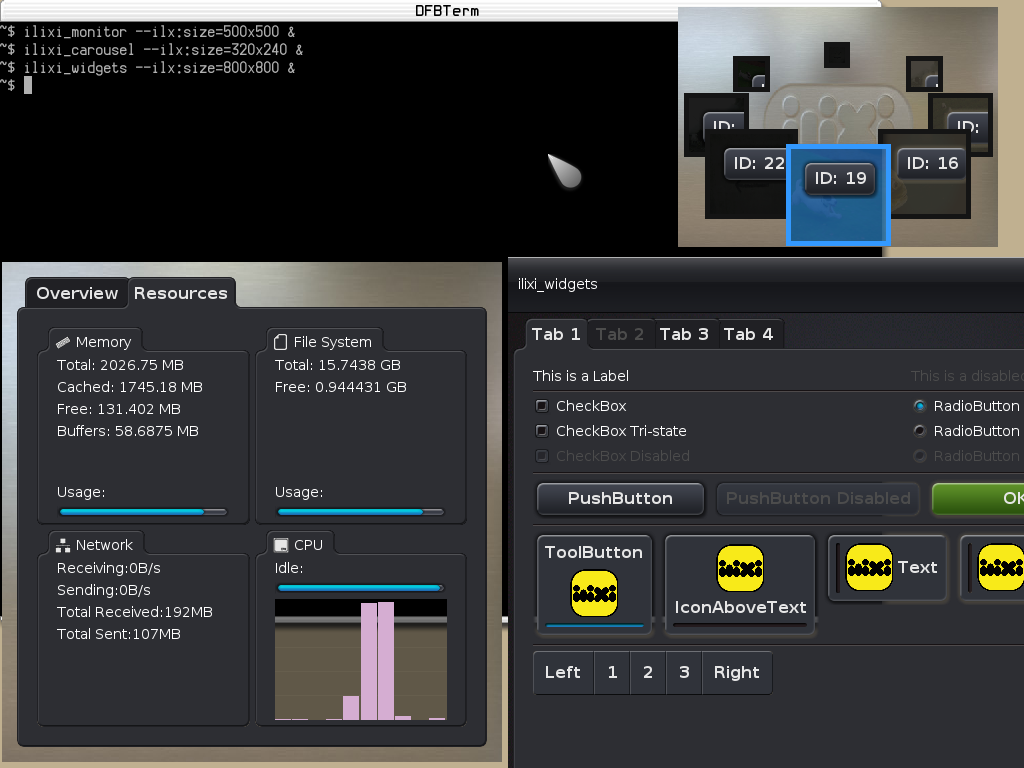 DFBTerm
~$ ilixi_monitor --ilx:size=500x500 &
~$ ilixi_carousel --ilx:size=320x240 &
~$ ilixi_widgets --ilx:size=800x800 &
~$
ID:
ID:
ID: 22
ID: 19
ID: 16
Overview
Resources
Memory
Total: 2026.75 MB
Cached: 1745.18 MB
Free: 131.402 MB
Buffers: 58.6875 MB
Usage:
File System
Total: 15.7438 GB
Free: 0.944431 GB
Usage:
Network
Receiving:0B/s
Sending:0B/s
Total Received:192MB
Total Sent:107MB
CPU
Idle:
ilixi_widgets
Tab 1
Tab 2
Tab 3
Tab 4
This is a Label
This is a disabled
CheckBox
RadioButton
CheckBox Tri-state
RadioButton
CheckBox Disabled
RadioButton
PushButton
PushButton Disabled
OK
ToolButton
IconAboveText
Text
Left
1
2
3
Right